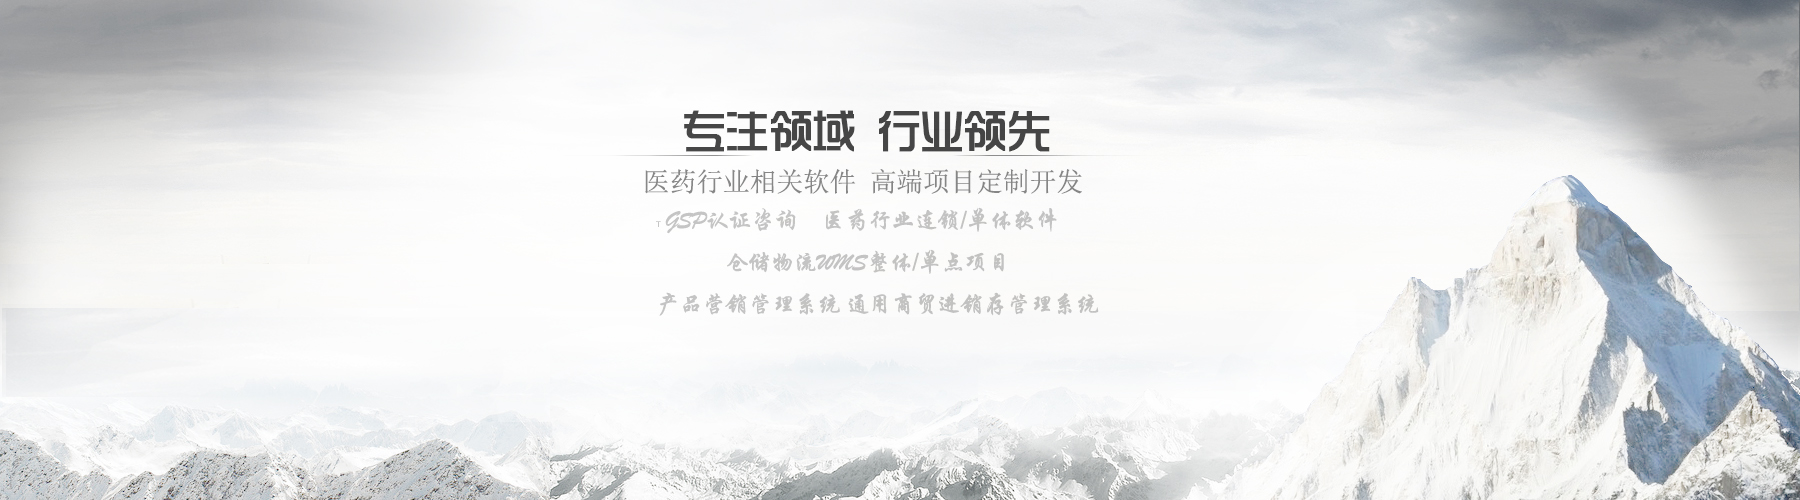 专注领域 行业领先
医药行业相关软件 高端项目定制开发
T GSP认证咨询 医药行业连锁/单体软件
仓储物流WMS整体/单点项目
产品营销管理系统 通用商贸进销存管理系统